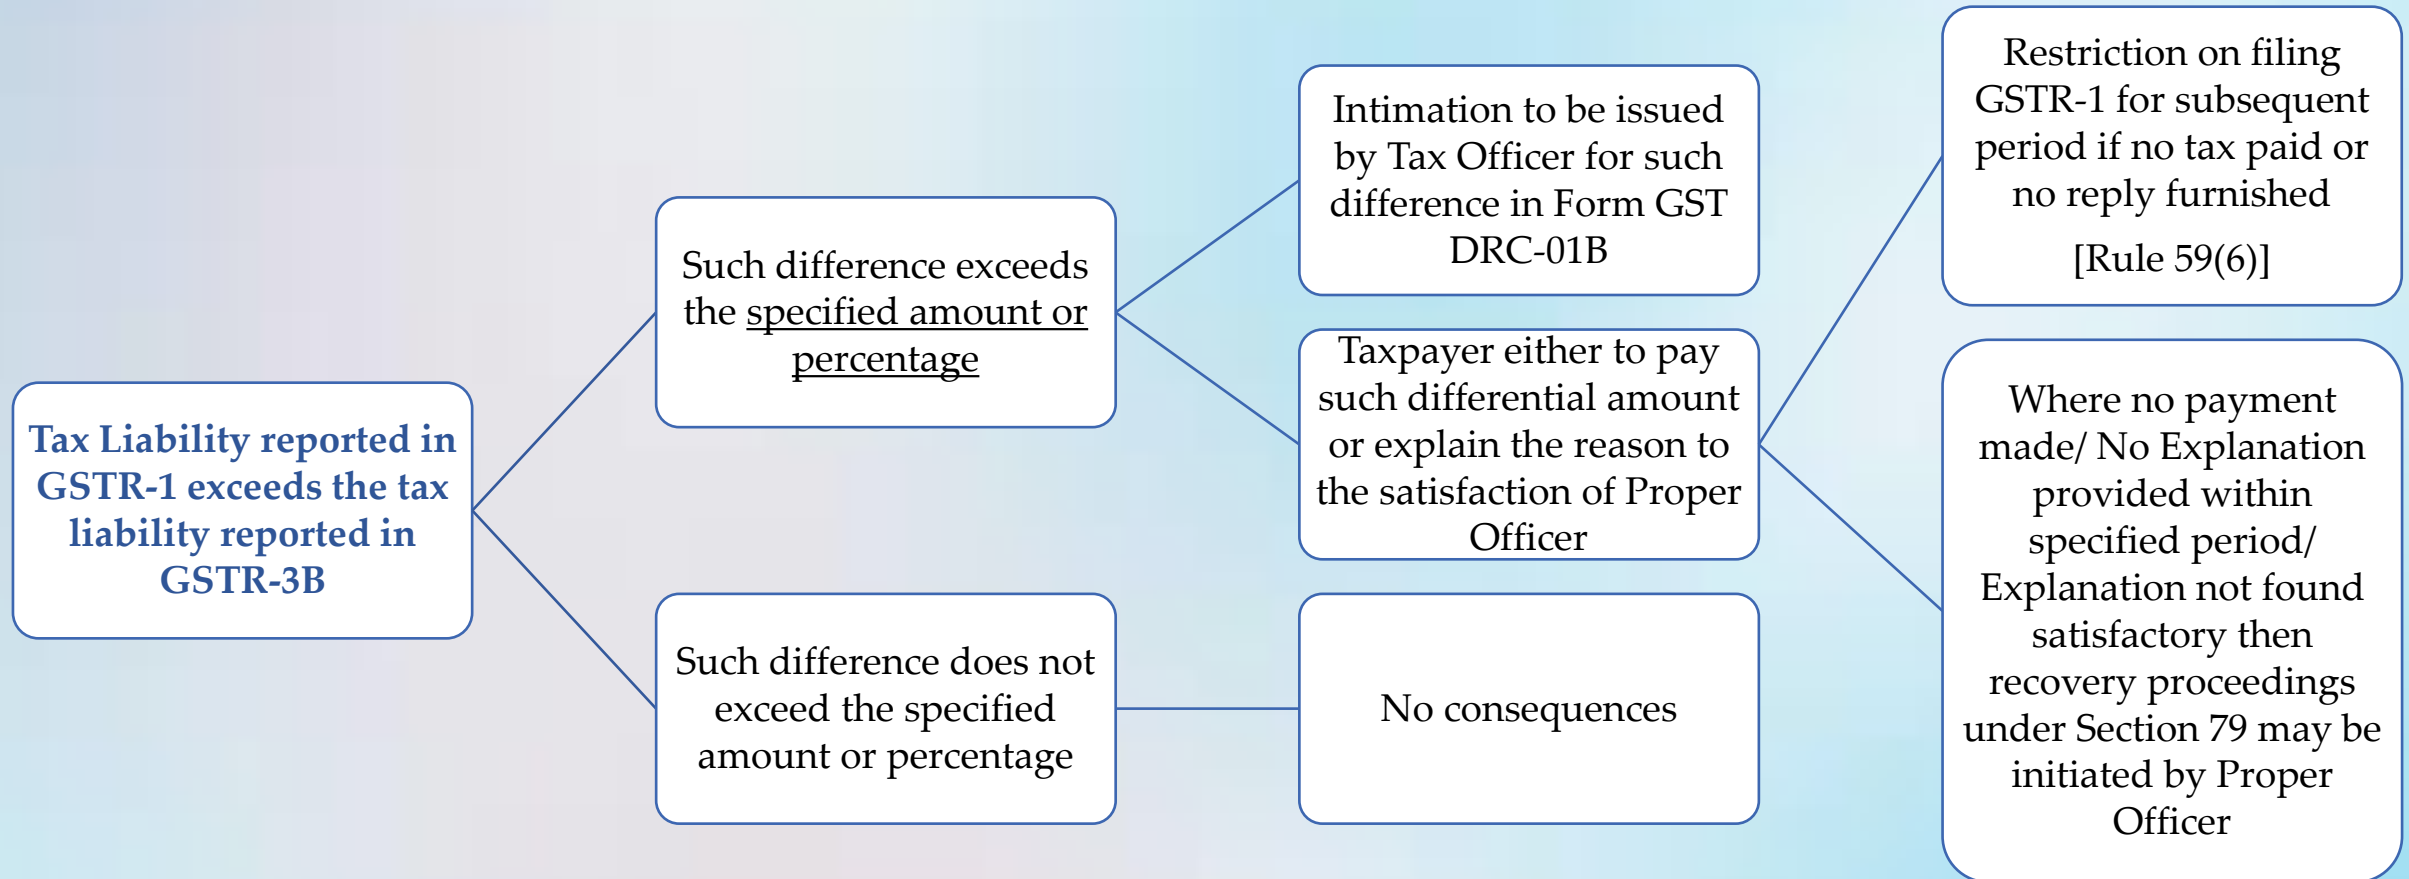 Tax Liability reported in
GSTR-1 exceeds the tax
liability reported in
GSTR-3B
Such difference exceeds
the specified amount or
percentage
Such difference does not
exceed the specified
amount or percentage
Intimation to be issued
by Tax Officer for such
difference in Form GST
DRC-01B
Taxpayer either to pay
such differential amount
or explain the reason to
the satisfaction of Proper
Officer
No consequences
Restriction on filing
GSTR-1 for subsequent
period if no tax paid or
no reply furnished
[Rule 59(6)]
Where no payment
made/ No Explanation
provided within
specified period/
Explanation not found
satisfactory then
recovery proceedings
under Section 79 may be
initiated by Proper
Officer